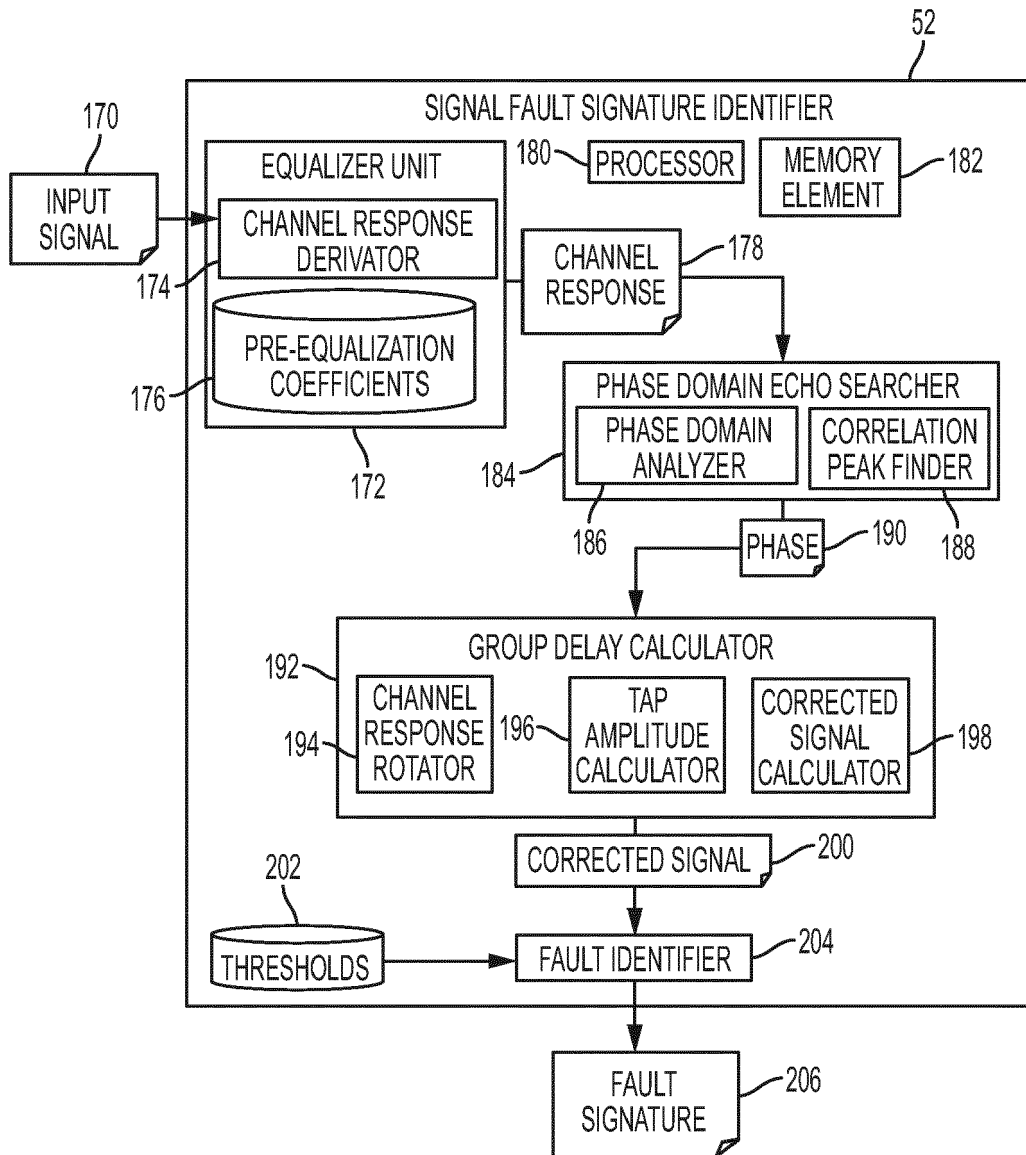 52
SIGNAL FAULT SIGNATURE IDENTIFIER
170
INPUT
SIGNAL
EQUALIZER UNIT
CHANNEL RESPONSE
DERIVATOR
174
PRE-EQUALIZATION
COEFFICIENTS
176
172
180
PROCESSOR
MEMORY
ELEMENT
182
CHANNEL
RESPONSE
178
PHASE DOMAIN ECHO SEARCHER
PHASE DOMAIN
ANALYZER
CORRELATION
PEAK FINDER
184
186
188
PHASE
190
GROUP DELAY CALCULATOR
192
CHANNEL
RESPONSE
ROTATOR
194
TAP
AMPLITUDE
CALCULATOR
196
CORRECTED
SIGNAL
CALCULATOR
198
CORRECTED SIGNAL
200
202
THRESHOLDS
FAULT IDENTIFIER
204
FAULT
SIGNATURE
206